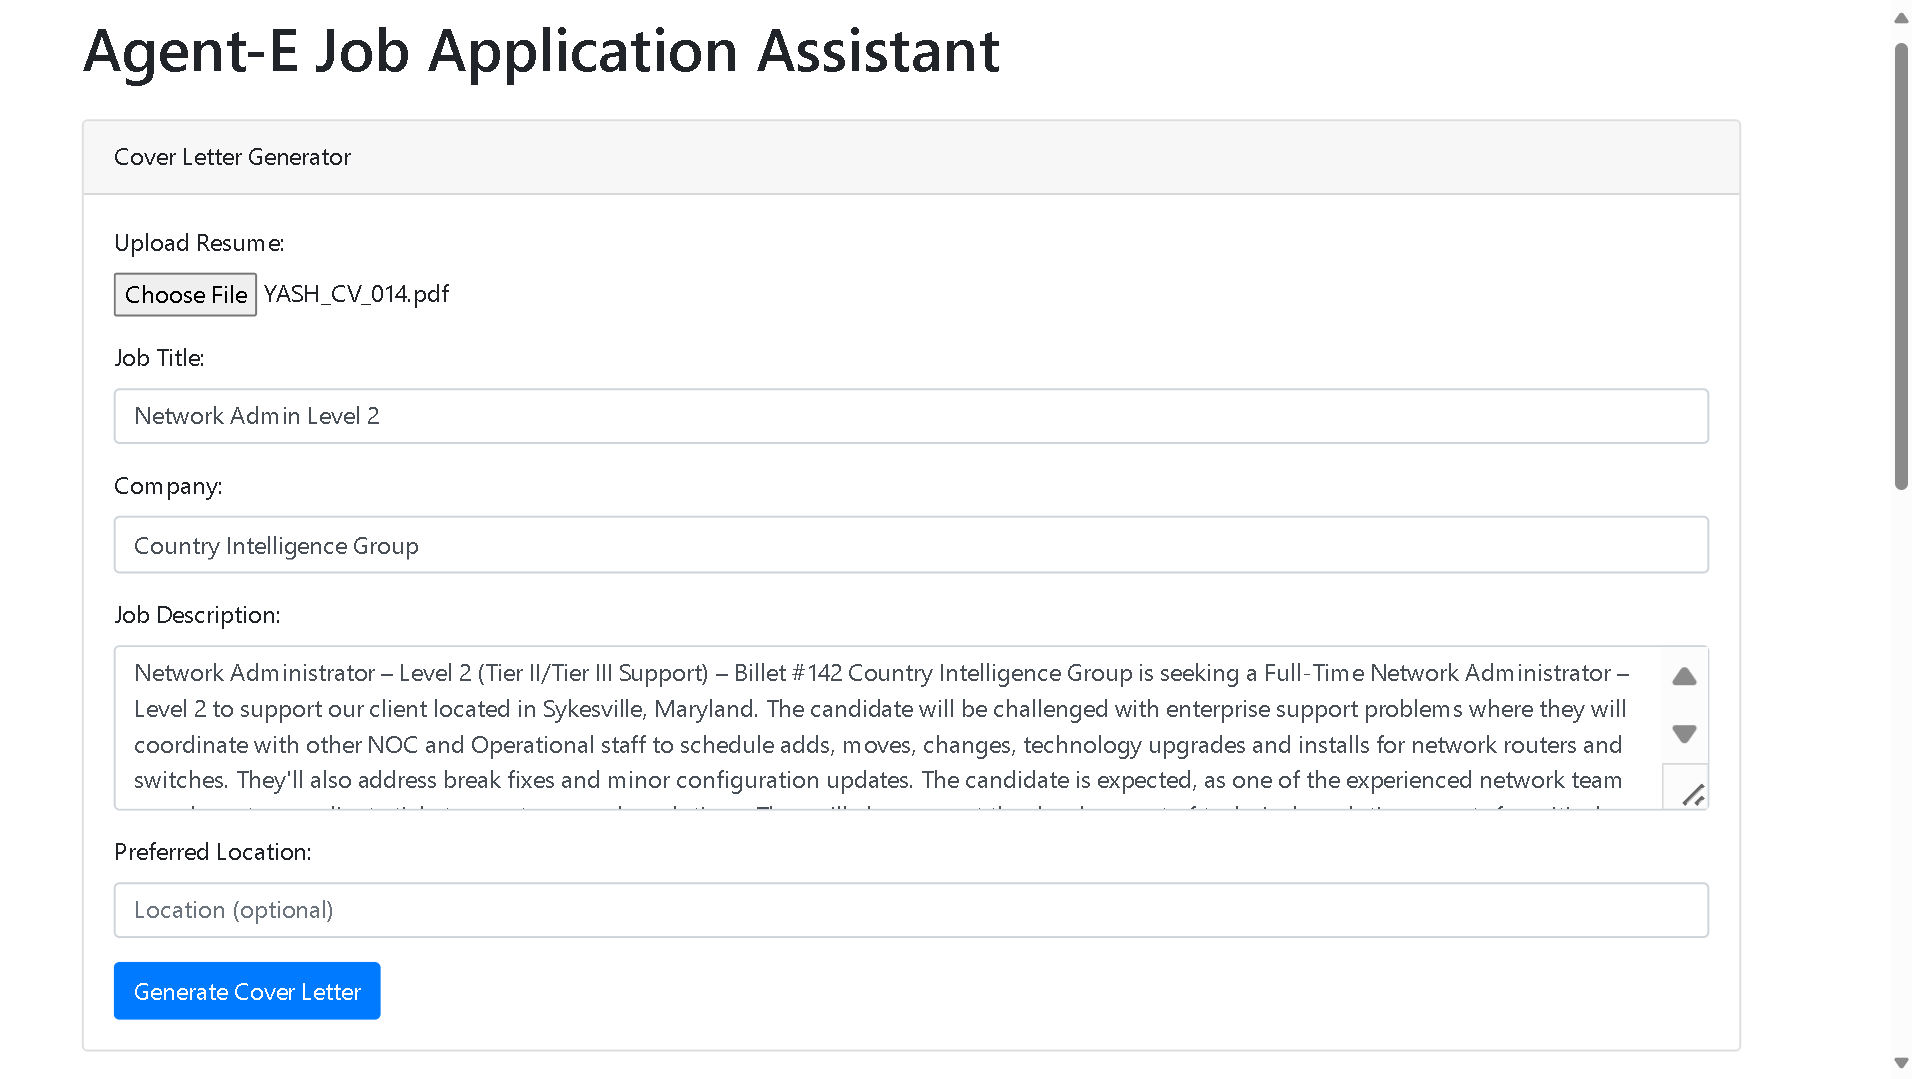 Agent-E Job Application Assistant
Cover Letter Generator
Upload Resume:
Choose File YASH_CV_014.pdf
Job Title:
Network Admin Level 2
Company:
Country Intelligence Group
Job Description:
Network Administrator – Level 2 (Tier II/Tier III Support) – Billet #142 Country Intelligence Group is seeking a Full-Time Network Administrator –
Level 2 to support our client located in Sykesville, Maryland. The candidate will be challenged with enterprise support problems where they will
coordinate with other NOC and Operational staff to schedule adds, moves, changes, technology upgrades and installs for network routers and
switches. They'll also address break fixes and minor configuration updates. The candidate is expected, as one of the experienced network team
Preferred Location:
Location (optional)
Generate Cover Letter